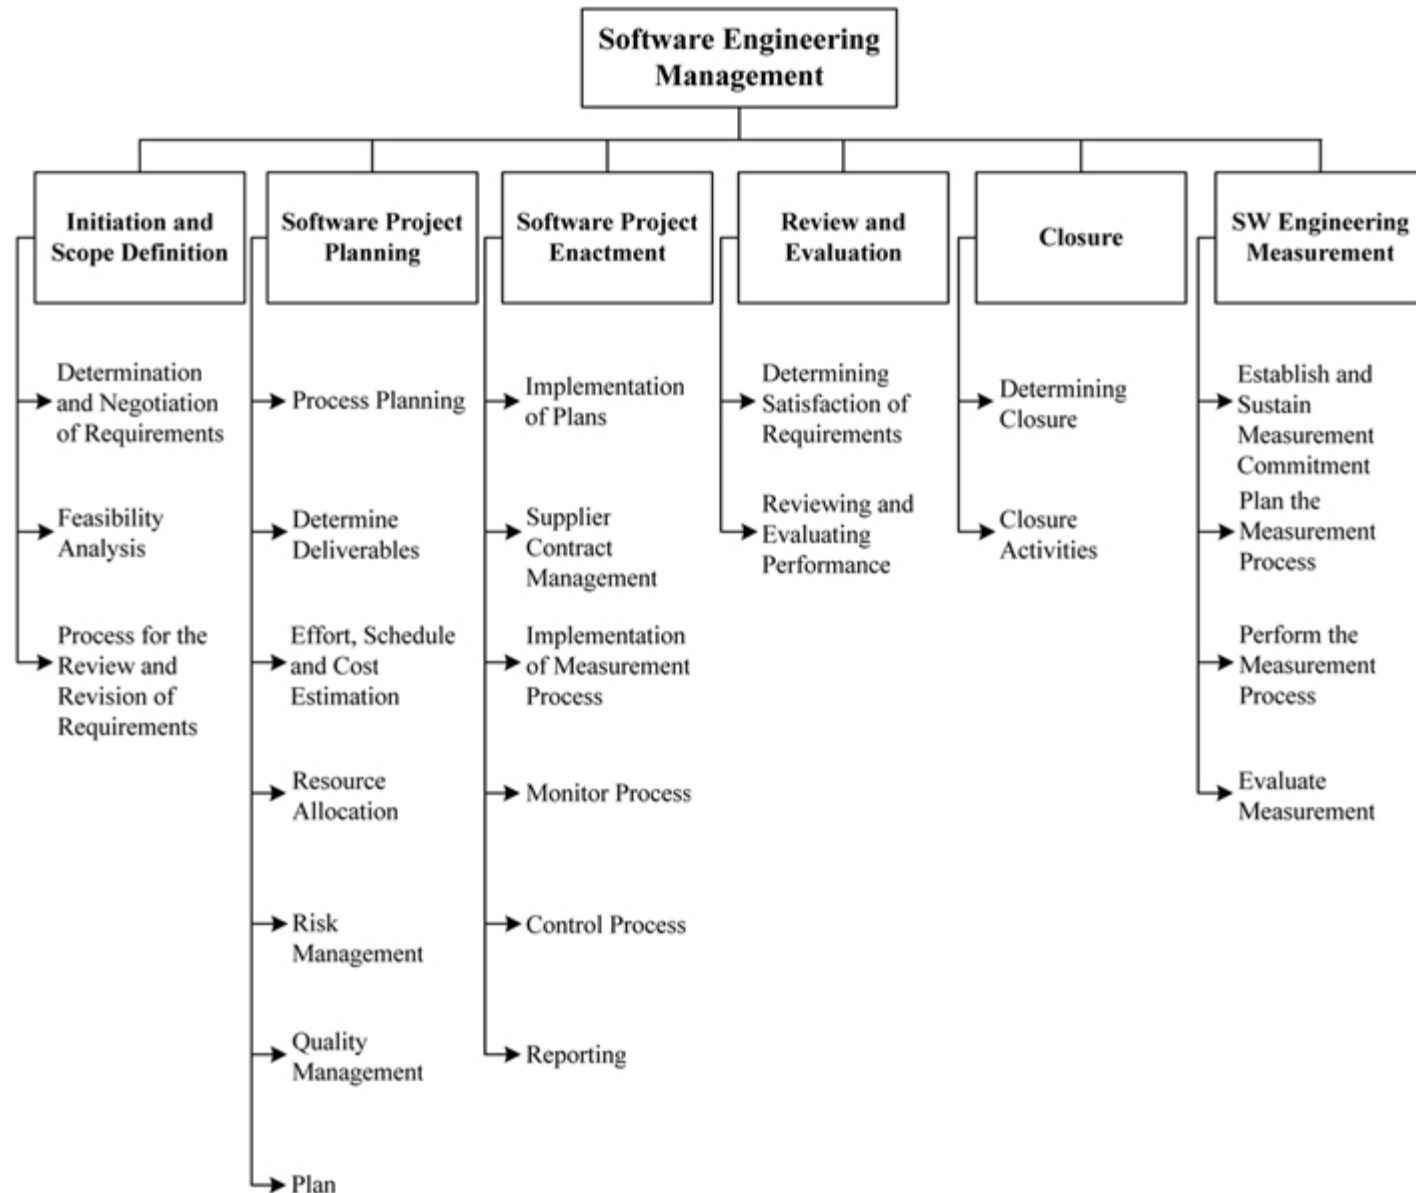 Software Engineering
Management
Initiation and
Scope Definition
Determination
and Negotiation
of Requirements
Feasibility
Analysis
Process for the
Review and
Revision of
Requirements
Software Project
Planning
Process Planning
Determine
Deliverables
Effort, Schedule
and Cost
Estimation
Resource
Allocation
Risk
Management
Quality
Management
Plan
Software Project
Enactment
Implementation
of Plans
Supplier
Contract
Management
Implementation
of Measurement
Process
Monitor Process
Control Process
Reporting
Review and
Evaluation
Determining
Satisfaction of
Requirements
Reviewing and
Evaluating
Performance
Closure
Determining
Closure
Closure
Activities
SW Engineering
Measurement
Establish and
Sustain
Measurement
Commitment
Plan the
Measurement
Process
Perform the
Measurement
Process
Evaluate
Measurement